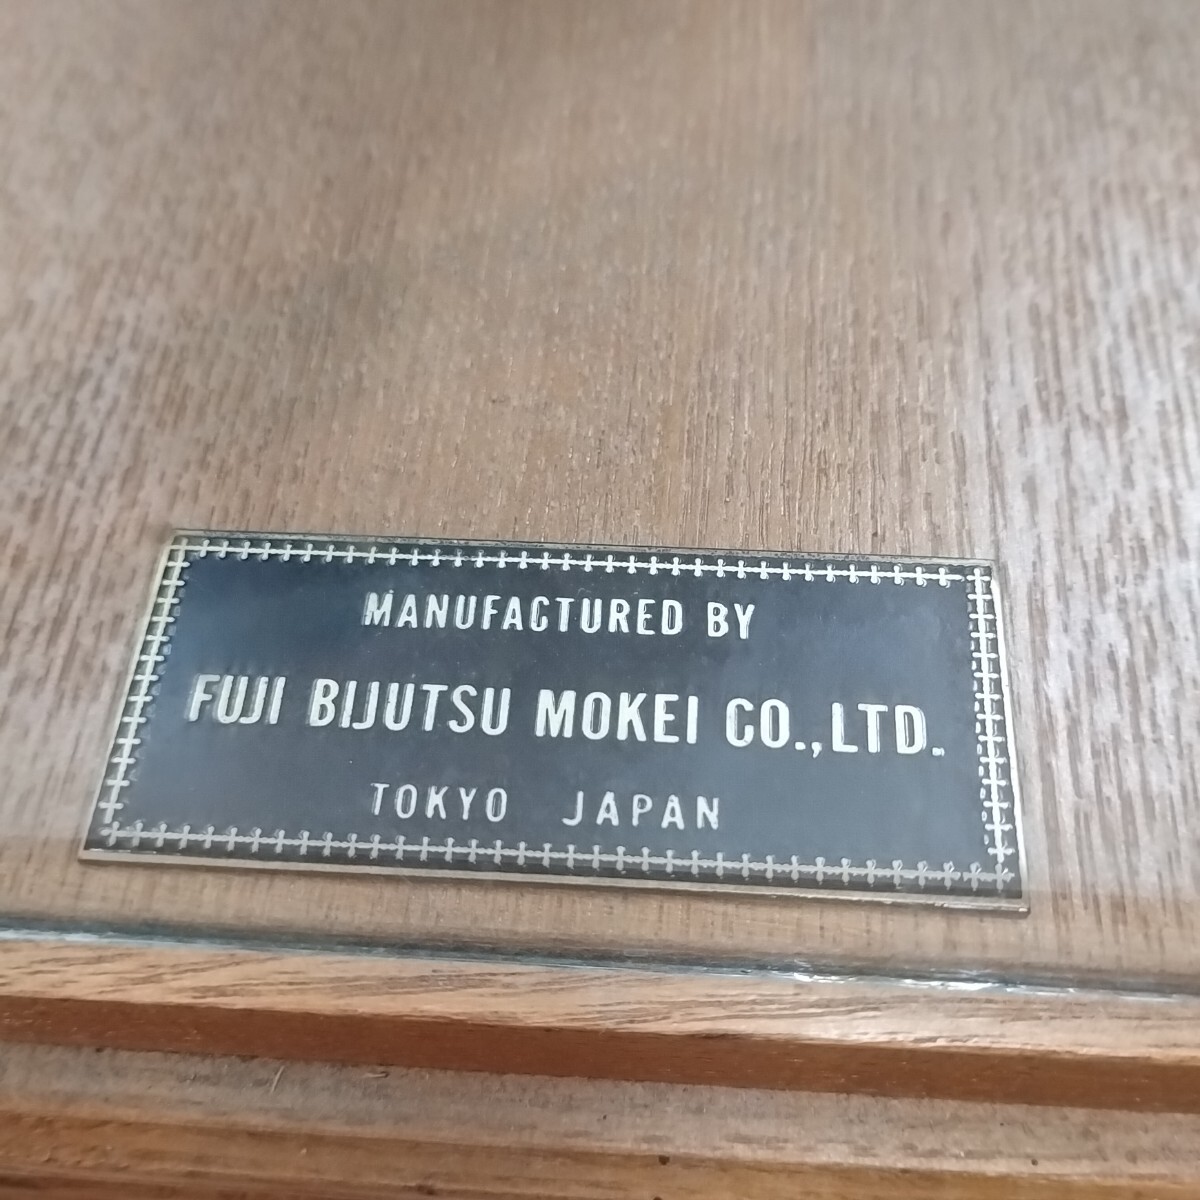 MANUFACTURED BY
FUJI BIJUTSU MOKEI CO.,LTD.
TOKYO JAPAN